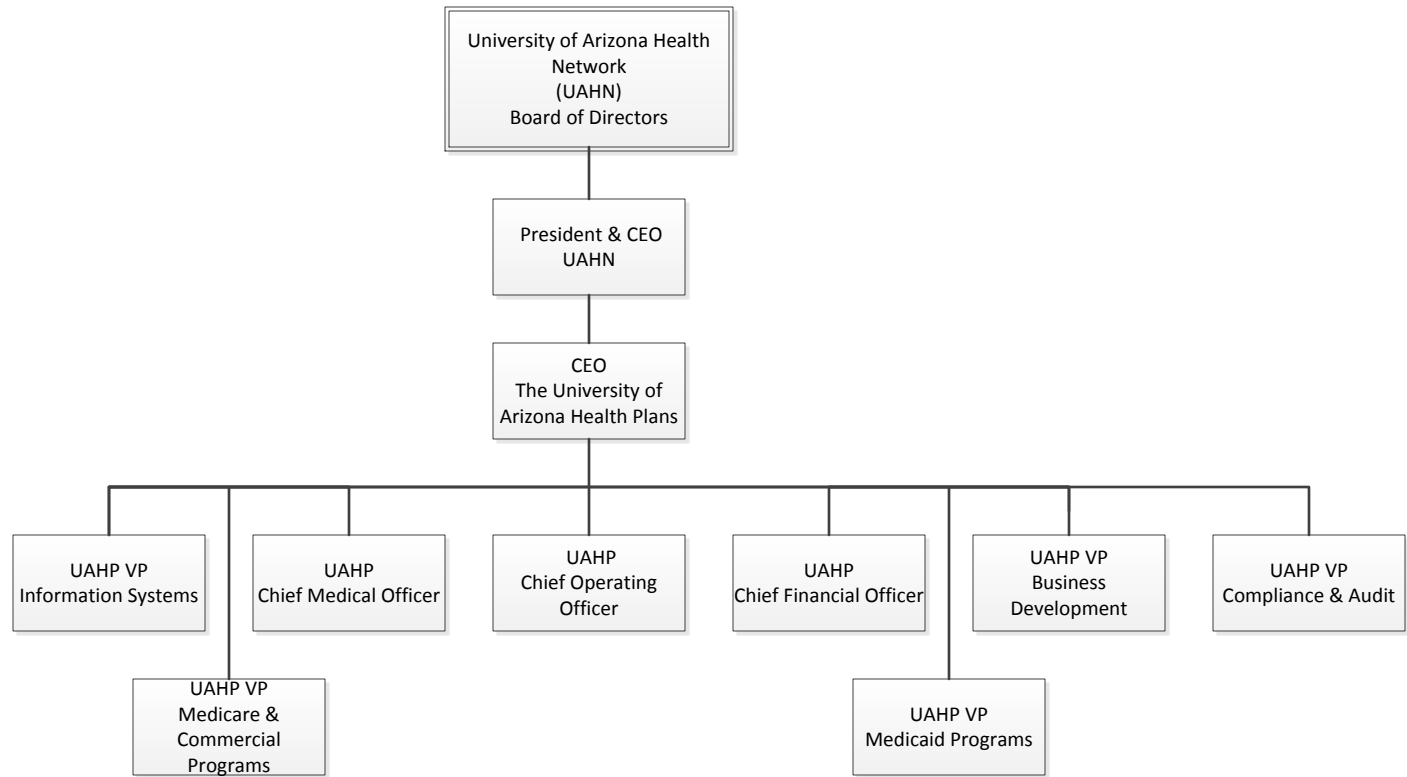 University of Arizona Health
Network
(UAHN)
Board of Directors
President & CEO
UAHN
CEO
The University of
Arizona Health Plans
UAHP VP
Information Systems
UAHP
Chief Medical Officer
UAHP
Chief Operating
Officer
UAHP
Chief Financial Officer
UAHP VP
Business
Development
UAHP VP
Compliance & Audit
UAHP VP
Medicare &
Commercial
Programs
UAHP VP
Medicaid Programs